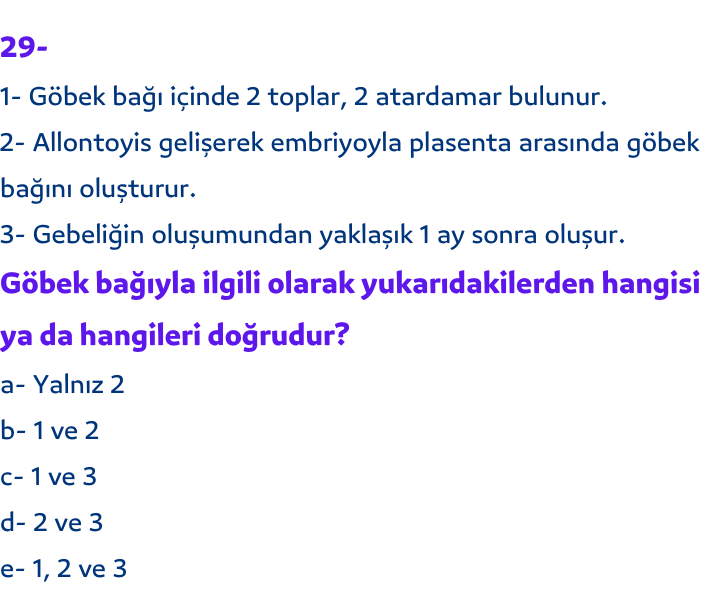 29-
1- Göbek bağı içinde 2 toplar, 2 atardamar bulunur.
2- Allontoyis gelişerek embriyoyla plasenta arasında göbek
bağını oluşturur.
3- Gebeliğin oluşumundan yaklaşık 1 ay sonra oluşur.
Göbek bağıyla ilgili olarak yukarıdakilerden hangisi
ya da hangileri doğrudur?
a- Yalnız 2
b- 1 ve 2
c- 1 ve 3
d- 2 ve 3
e- 1, 2 ve 3